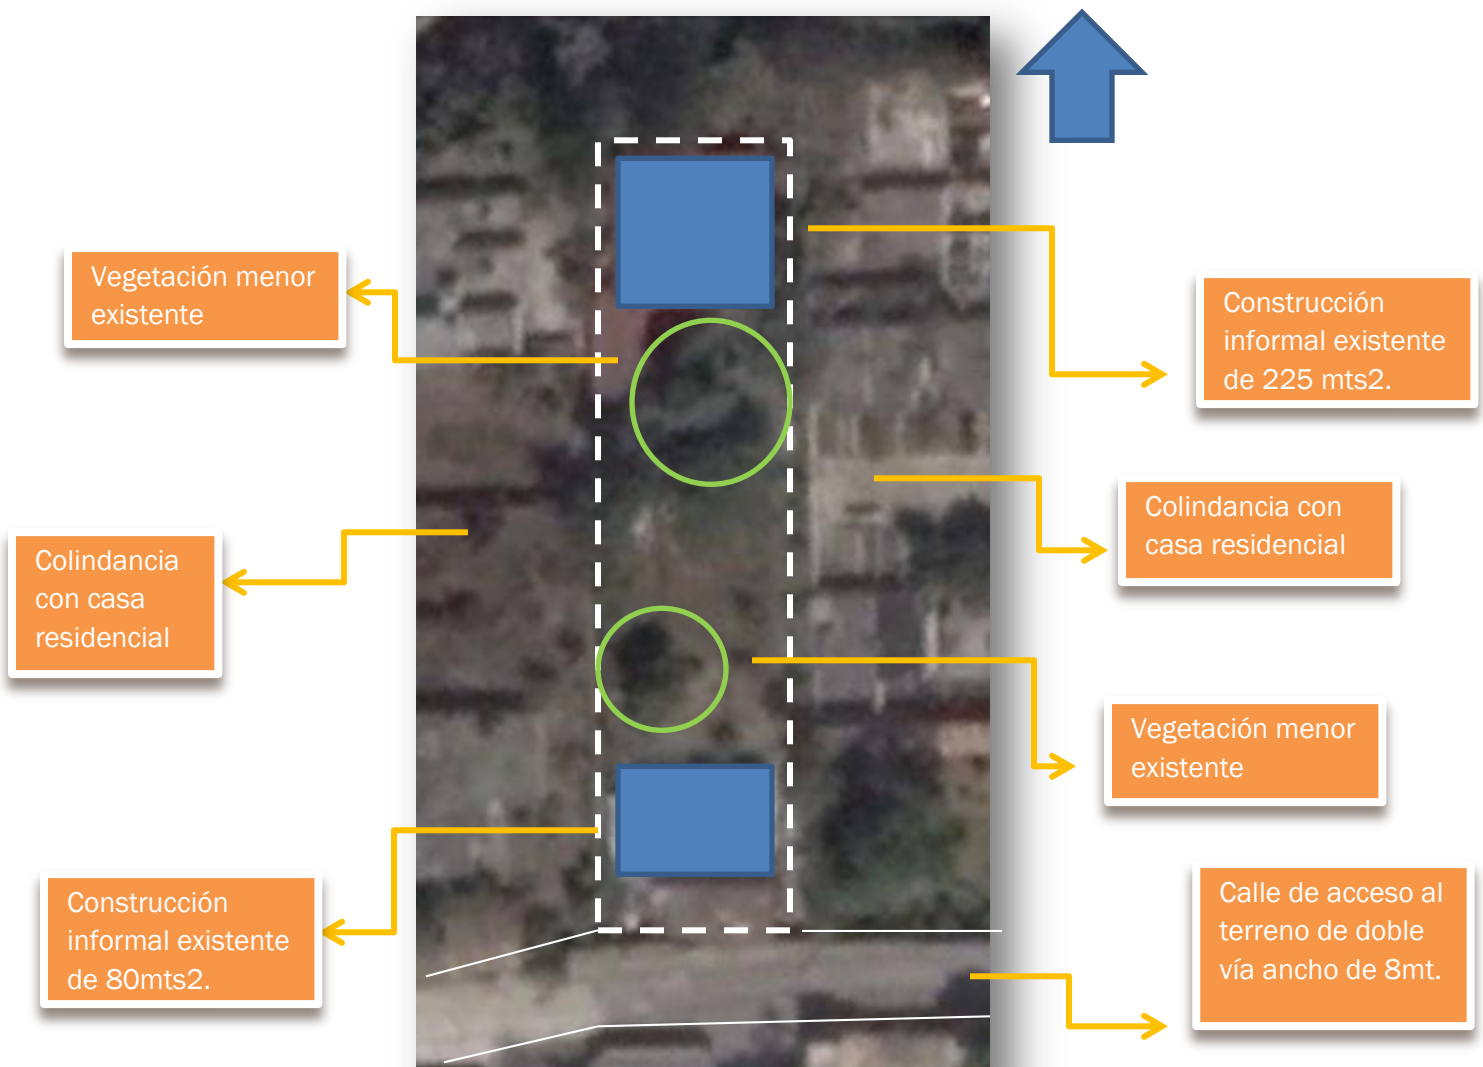 Vegetación menor
existente
Construcción
informal existente
de 225 mts2.
Colindancia con
casa residencial
Colindancia
con casa
residencial
Vegetación menor
existente
Construcción
informal existente
de 80mts2.
Calle de acceso al
terreno de doble
vía ancho de 8mt.